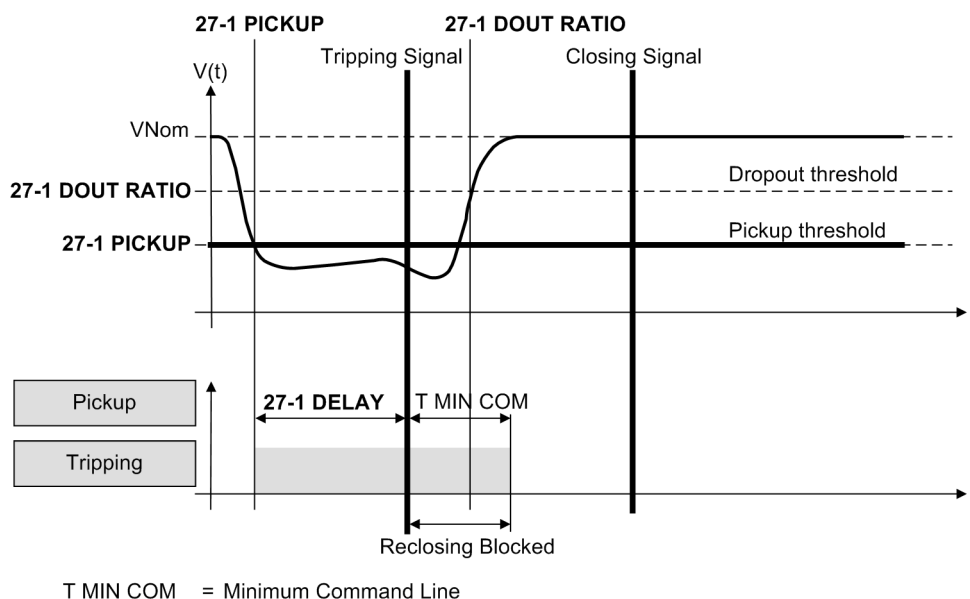 27-1 PICKUP
27-1 DOUT RATIO
Tripping Signal
Closing Signal
V(t)
VNom
Dropout threshold
27-1 DOUT RATIO
Pickup threshold
27-1 PICKUP
Pickup
27-1 DELAY
T MIN COM
Tripping
Reclosing Blocked
T MIN COM = Minimum Command Line